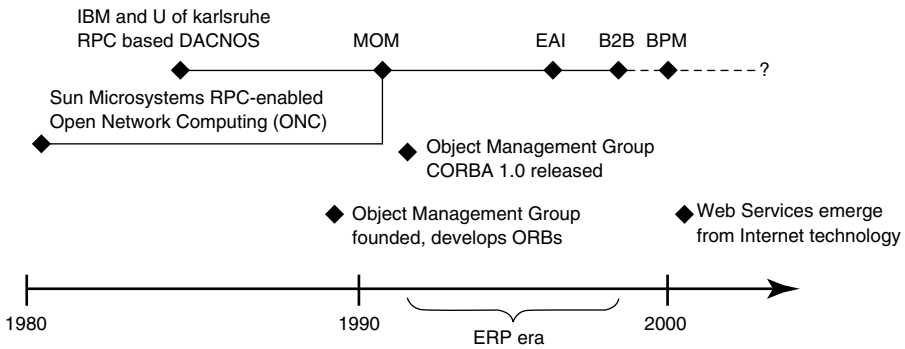 IBM and U of karlsruhe
RPC based DACNOS
MOM
EAI
B2B
BPM
?
Sun Microsystems RPC-enabled
Open Network Computing (ONC)
Object Management Group
CORBA 1.0 released
Object Management Group
founded, develops ORBs
Web Services emerge
from Internet technology
1980
1990
2000
ERP era